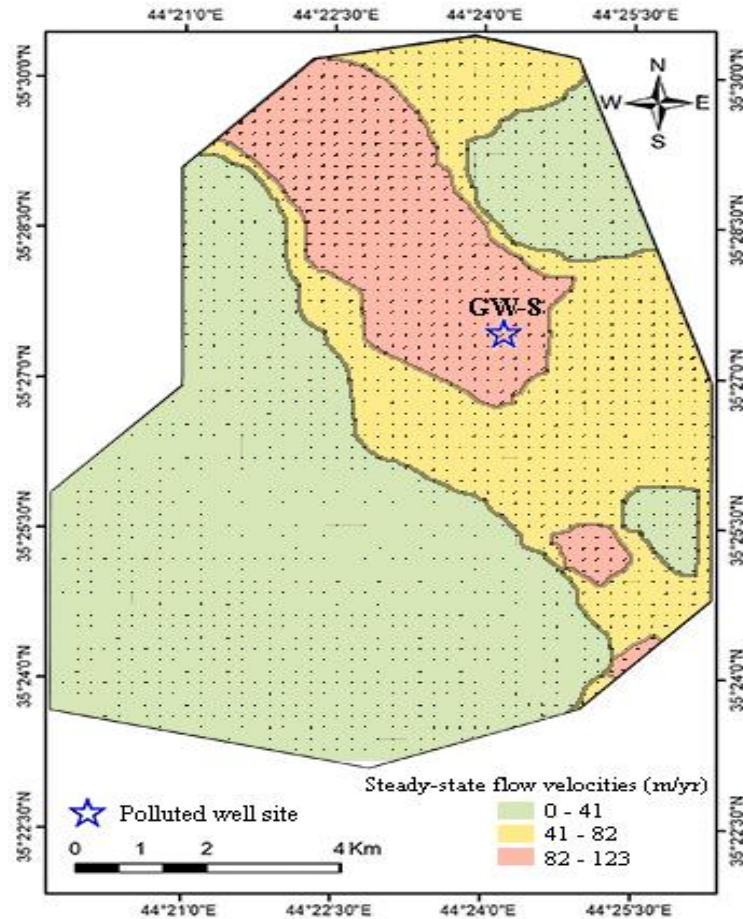 44°21'0"E 44°22'30"E 44°24'0"E 44°25'30"E
35°30'0"N
35°28'30"N
35°27'0"N
35°25'30"N
35°24'0"N
35°22'30"N
N
W E
S
GW-8
35°30'0"N
35°28'30"N
35°27'0"N
35°25'30"N
35°24'0"N
35°22'30"N
Steady-state flow velocities (m/yr)
Polluted well site
0 - 41
41 - 82
82 - 123
0 1 2 4 Km
44°21'0"E 44°22'30"E 44°24'0"E 44°25'30"E